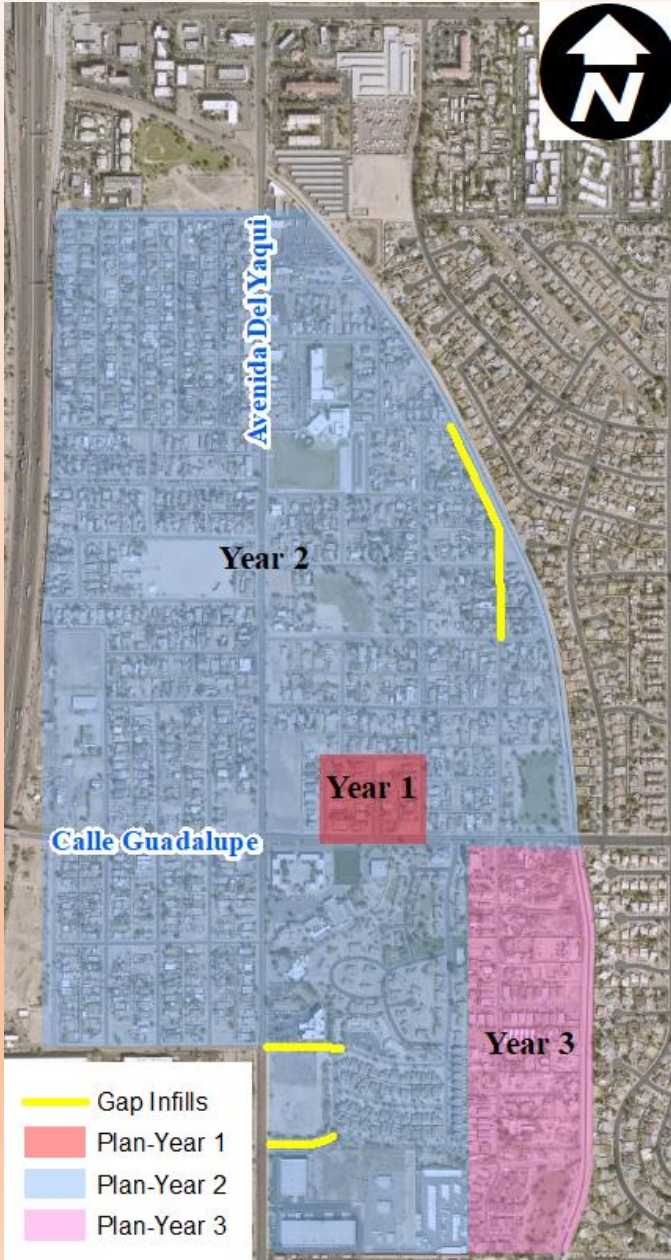 N
Avenida Del Yaqui
Year 2
Year 1
Calle Guadalupe
Year 3
Gap Infills
Plan-Year 1
Plan-Year 2
Plan-Year 3